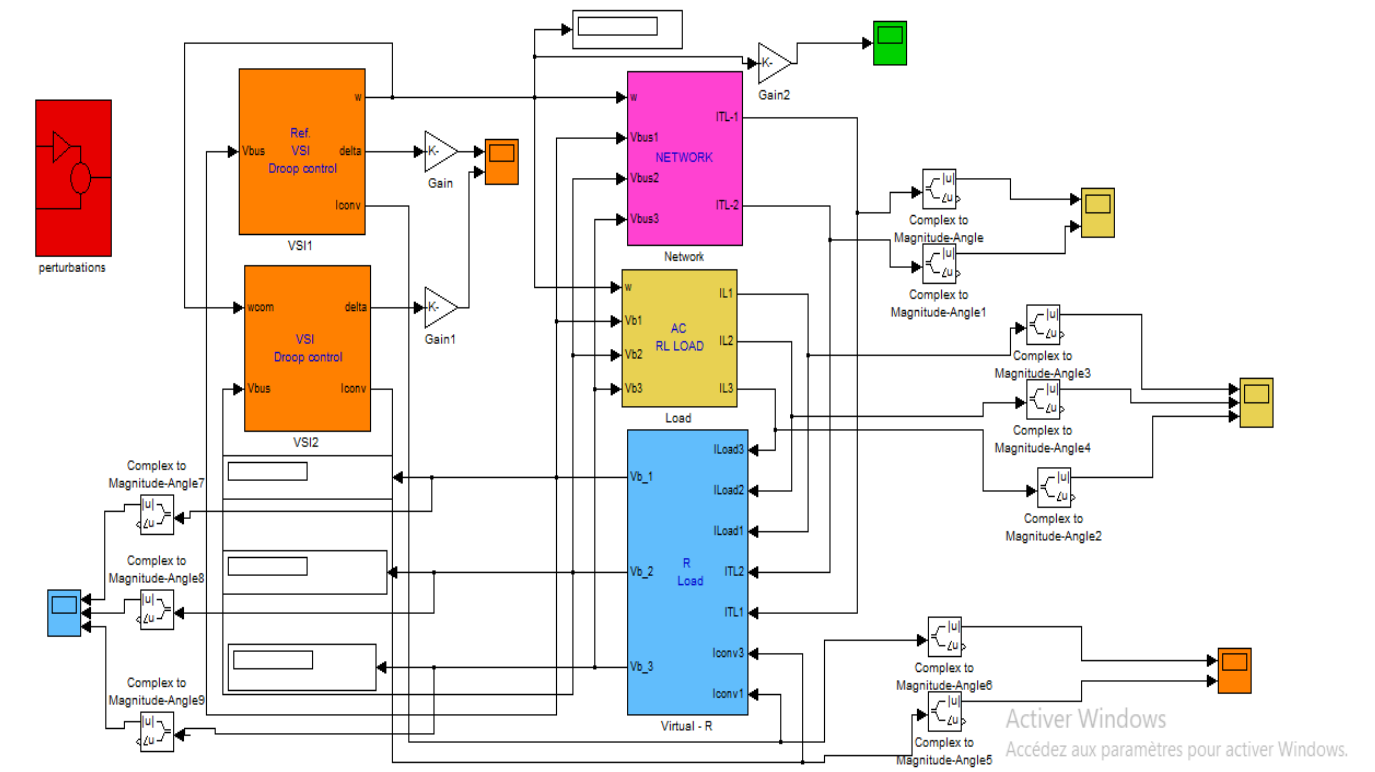 w
Vbus
Ref.
VSI
Droop control
delta
Iconv
VSI1
perturbations
woom
Vbus
VSI
Droop control
delta
Iconv
VSI2
K-
Gain
K-
Gain1
K-
Gain2
w
Vbus1
Vbus2
Vbus3
NETWORK
ITL-1
ITL-2
Network
w
Vb1
Vb2
Vb3
AC
RL LOAD
IL1
IL2
IL3
Load
Vb_1
Vb_2
Vb_3
R
Load
ILoad3
ILoad2
ILoad1
ITL2
ITL1
Iconv3
Iconv1
Virtual - R
|u|
∠u
Complex to
Magnitude-Angle
|u|
∠u
Complex to
Magnitude-Angle1
|u|
∠u
Complex to
Magnitude-Angle3
|u|
∠u
Complex to
Magnitude-Angle4
|u|
∠u
Complex to
Magnitude-Angle2
Complex to
Magnitude-Angle7
|u|
∠u
Complex to
Magnitude-Angle8
|u|
∠u
Complex to
Magnitude-Angle9
|u|
∠u
|u|
∠u
Complex to
Magnitude-Angle6
|u|
∠u
Complex to
Magnitude-Angle5
Activer Windows
Accédez aux paramètres pour activer Windows.